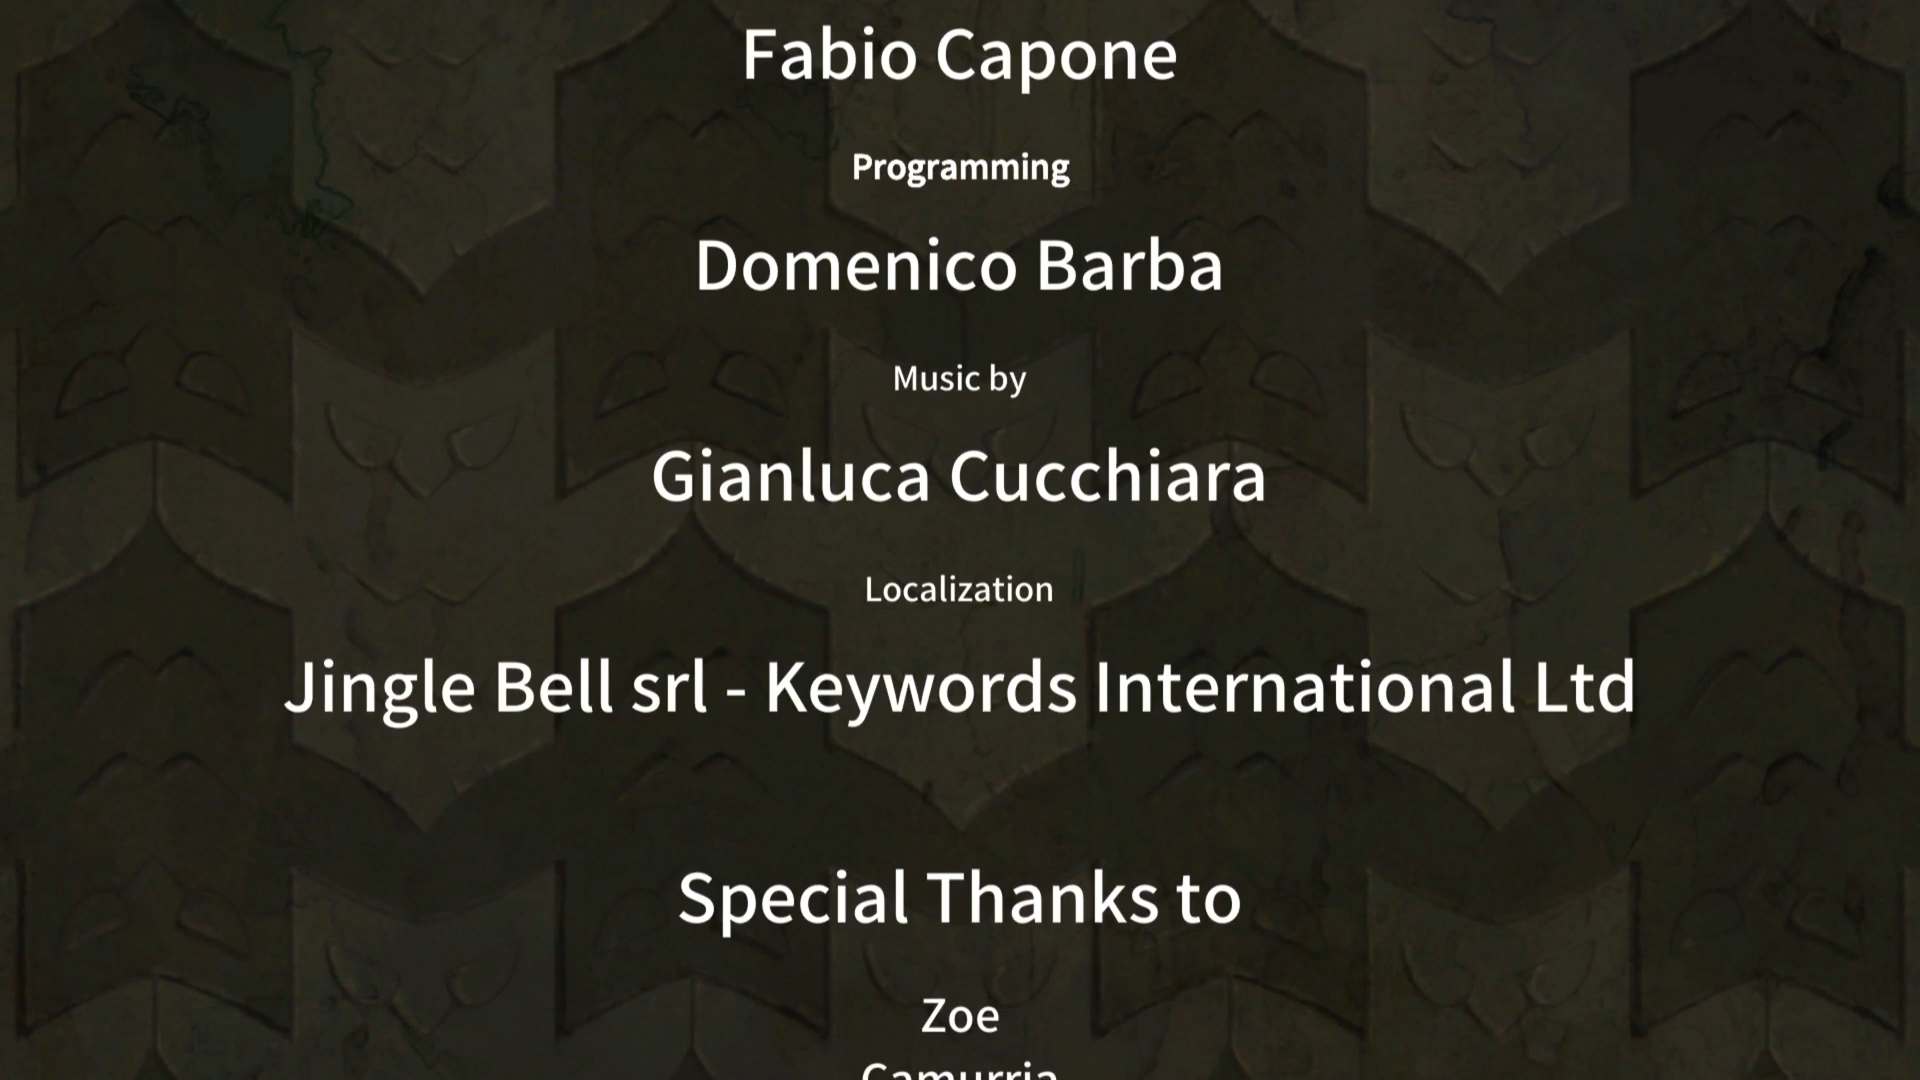 Fabio Capone
Programming
Domenico Barba
Music by
Gianluca Cucchiara
Localization
Jingle Bell srl - Keywords International Ltd
Special Thanks to
Zoe
Camurria